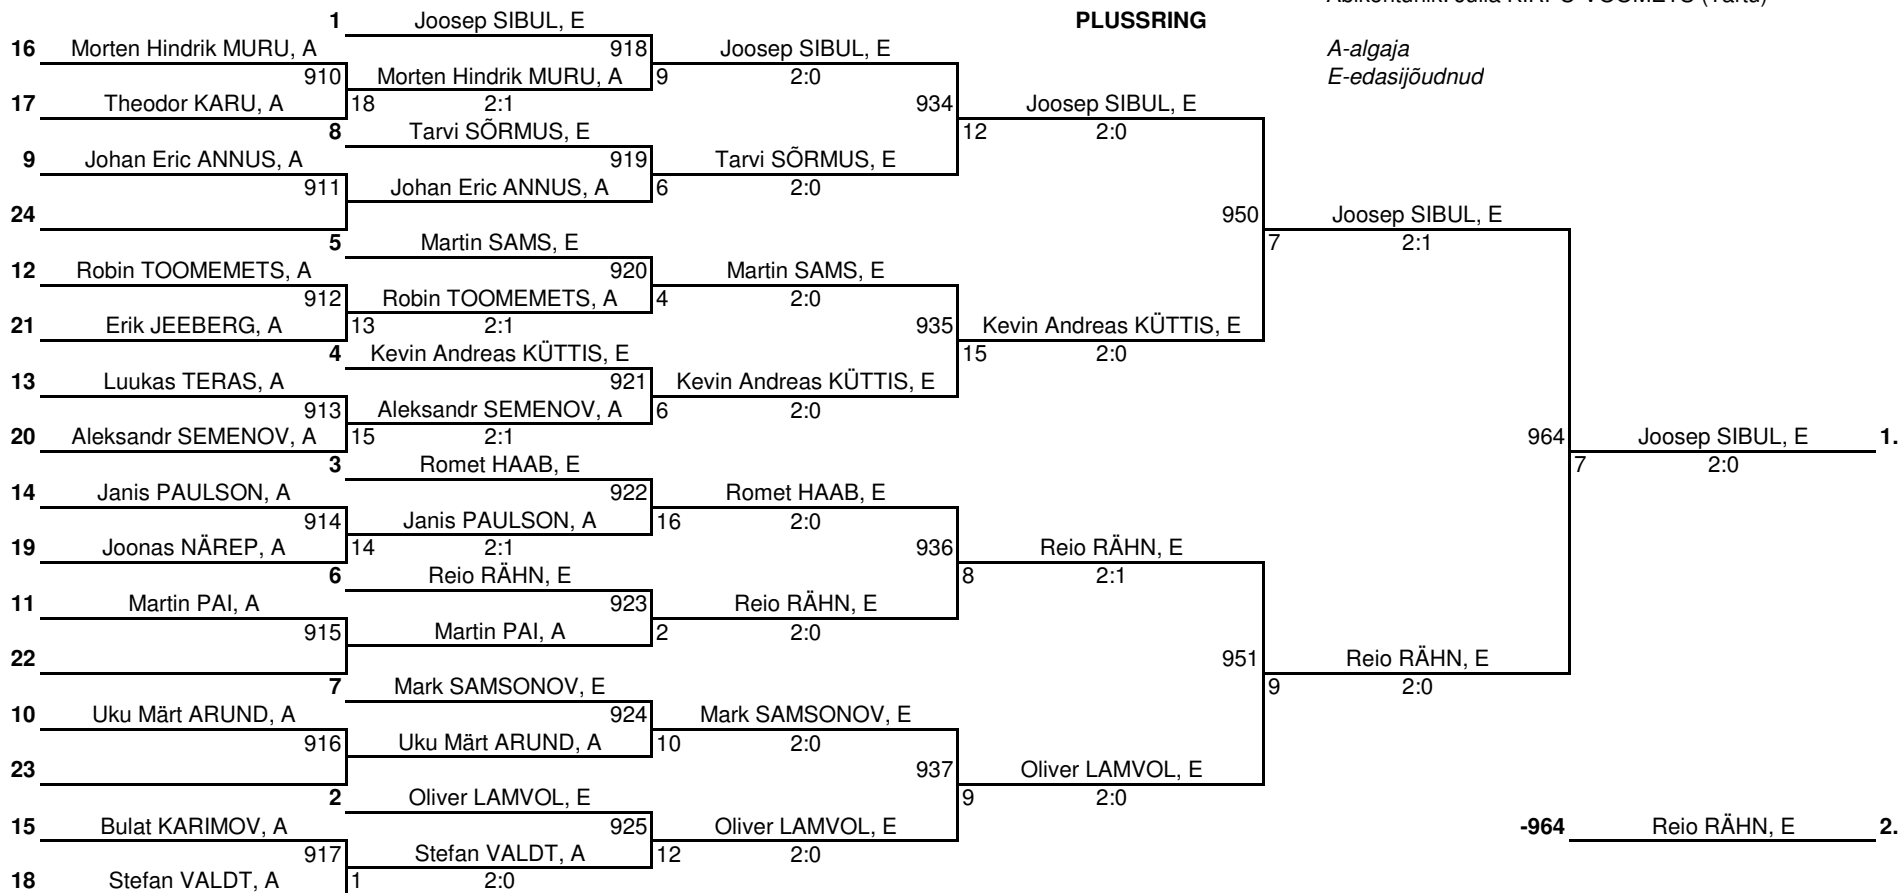 1 Joosep SIBUL, E PLUSSRING
16 Morten Hindrik MURU, A 918 Joosep SIBUL, E A-algaja
910 Morten Hindrik MURU, A 9 2:0 E-edasijõudnud
17 Theodor KARU, A 18 2:1 934 Joosep SIBUL, E
8 Tarvi SÕRMUS, E 12 2:0
9 Johan Eric ANNUS, A 919 Tarvi SÕRMUS, E
911 Johan Eric ANNUS, A 6 2:0
24 950 Joosep SIBUL, E
5 Martin SAMS, E 7 2:1
12 Robin TOOMEMETS, A 920 Martin SAMS, E
912 Robin TOOMEMETS, A 4 2:0
21 Erik JEEBERG, A 13 2:1 935 Kevin Andreas KÜTTIS, E
4 Kevin Andreas KÜTTIS, E 15 2:0
13 Luukas TERAS, A 921 Kevin Andreas KÜTTIS, E
913 Aleksandr SEMENOV, A 6 2:0
20 Aleksandr SEMENOV, A 15 2:1 964 Joosep SIBUL, E 1.
3 Romet HAAB, E 7 2:0
14 Janis PAULSON, A 922 Romet HAAB, E
914 Janis PAULSON, A 16 2:0
19 Joonas NÄREP, A 14 2:1 936 Reio RÄHN, E
6 Reio RÄHN, E 8 2:1
11 Martin PAI, A 923 Reio RÄHN, E
915 Martin PAI, A 2 2:0
22 951 Reio RÄHN, E
7 Mark SAMSONOV, E 9 2:0
10 Uku Märt ARUND, A 924 Mark SAMSONOV, E
916 Uku Märt ARUND, A 10 2:0
23 937 Oliver LAMVOL, E
2 Oliver LAMVOL, E 9 2:0
15 Bulat KARIMOV, A 925 Oliver LAMVOL, E -964 Reio RÄHN, E 2.
917 Stefan VALDT, A 12 2:0
18 Stefan VALDT, A 1 2:0